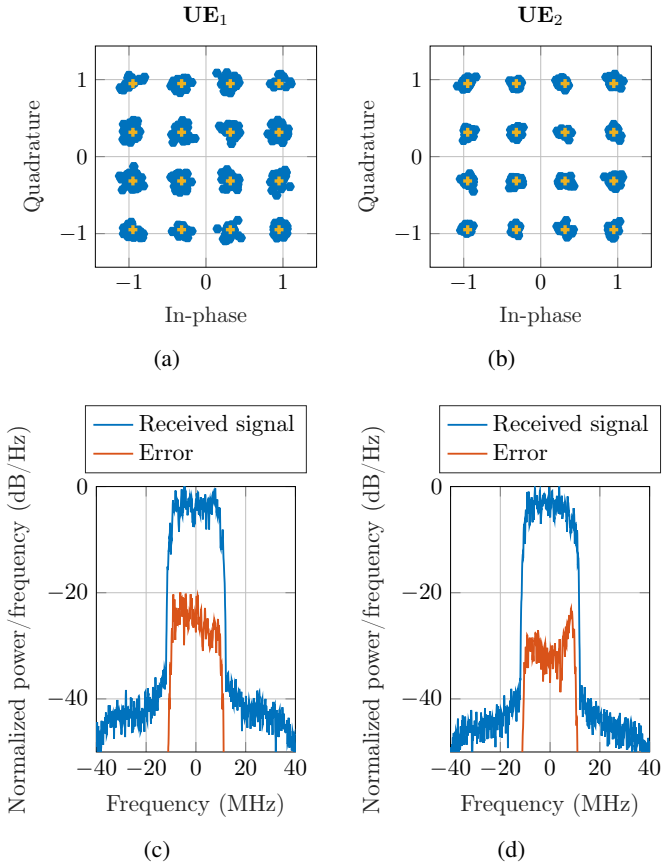 UE1 UE2
1
0
−1
Quadrature
−1 0 1
In-phase
(a)
1
0
−1
Quadrature
−1 0 1
In-phase
(b)
Received signal
Error
0
−20
−40
Normalized power/frequency (dB/Hz)
−40 −20 0 20 40
Frequency (MHz)
(c)
Received signal
Error
0
−20
−40
Normalized power/frequency (dB/Hz)
−40 −20 0 20 40
Frequency (MHz)
(d)